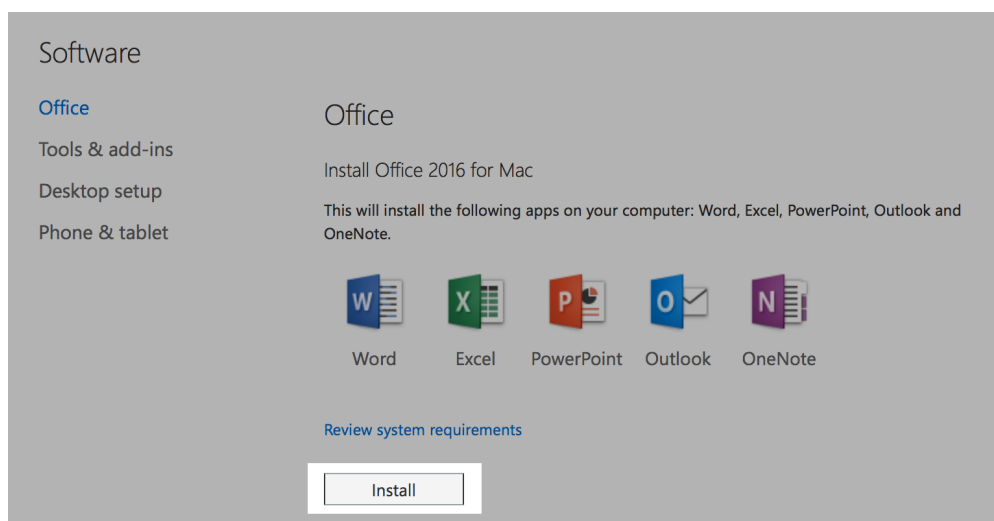 Software
Office
Tools & add-ins
Desktop setup
Phone & tablet
Office
Install Office 2016 for Mac
This will install the following apps on your computer: Word, Excel, PowerPoint, Outlook and
OneNote.
W X P O N
Word Excel PowerPoint Outlook OneNote
Review system requirements
Install